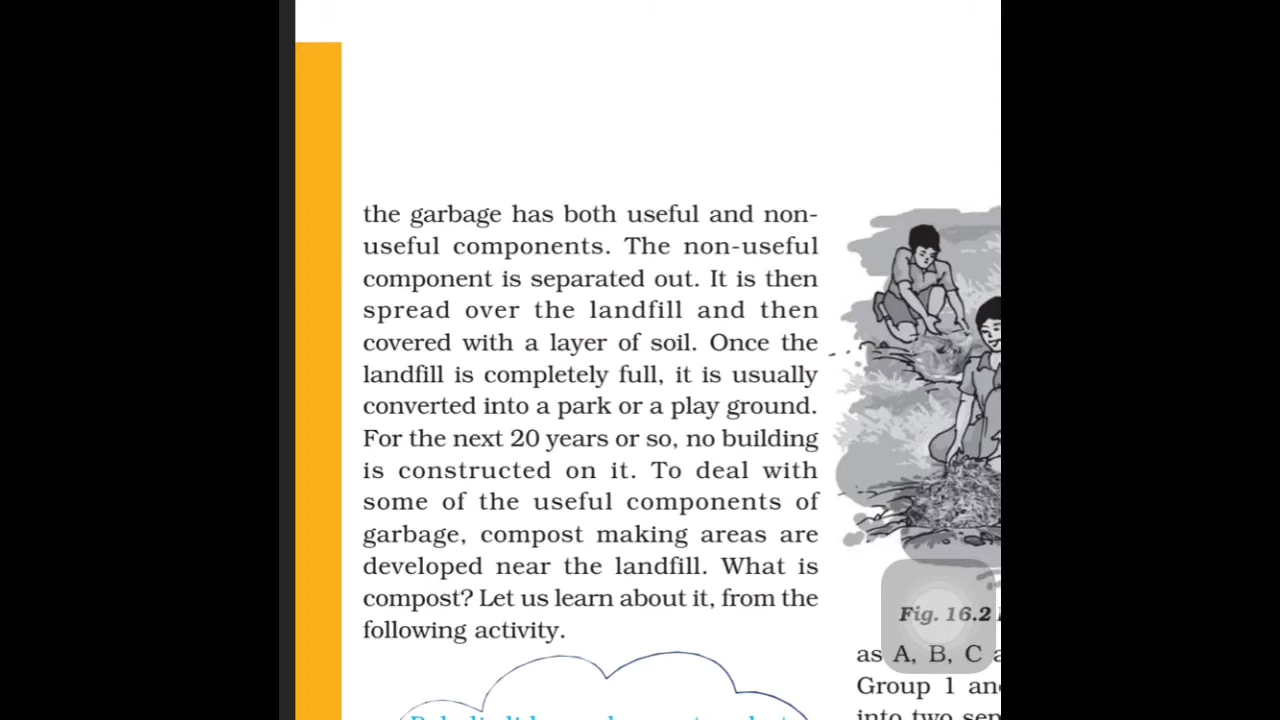 the garbage has both useful and non-
useful components. The non-useful
component is separated out. It is then
spread over the landfill and then
covered with a layer of soil. Once the
landfill is completely full, it is usually
converted into a park or a play ground.
For the next 20 years or so, no building
is constructed on it. To deal with
some of the useful components of
garbage, compost making areas are
developed near the landfill. What is
compost? Let us learn about it, from the
following activity.
Fig. 16.2
as A, B, C
Group 1
into two